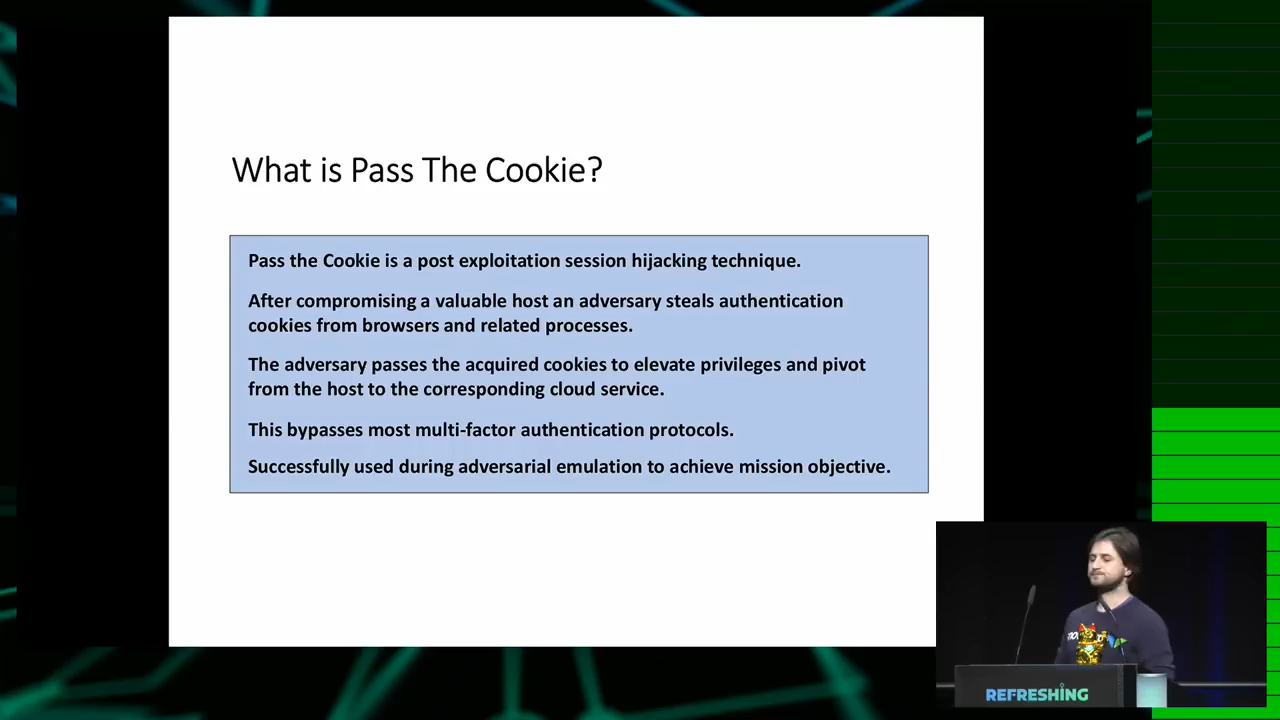 What is Pass The Cookie?
Pass the Cookie is a post exploitation session hijacking technique.
After compromising a valuable host an adversary steals authentication
cookies from browsers and related processes.
The adversary passes the acquired cookies to elevate privileges and pivot
from the host to the corresponding cloud service.
This bypasses most multi-factor authentication protocols.
Successfully used during adversarial emulation to achieve mission objective.
REFRESHING